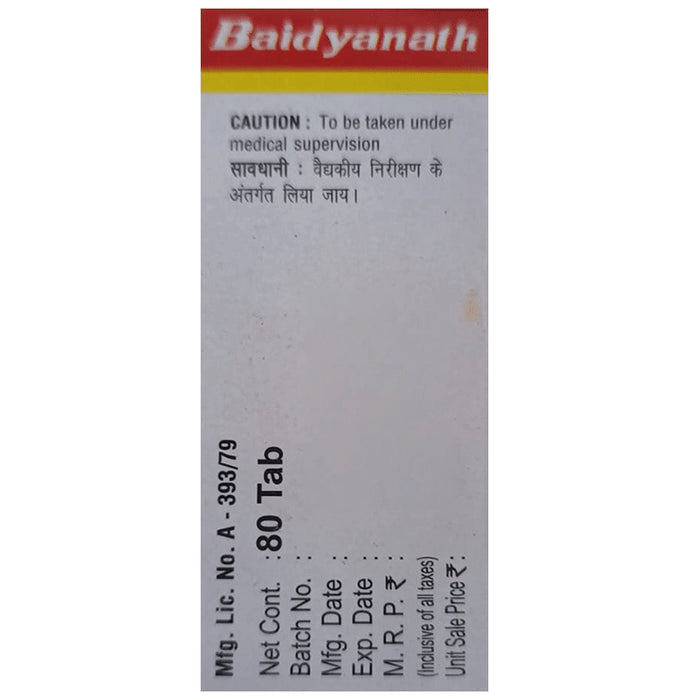 Baidyanath
CAUTION : To be taken under
medical supervision
सावधानी : वैद्यकीय निरीक्षण के
अंतर्गत लिया जाय।
Mfg. Lic. No. A - 393/79
Net Cont. : 80 Tab
Batch No. :
Mfg. Date :
Exp. Date :
M. R. P. ₹ :
(Inclusive of all taxes)
Unit Sale Price ₹ :